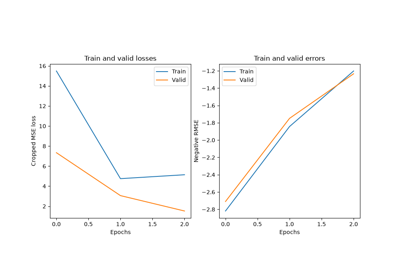 Train and valid losses
Train
Valid
16
14
12
10
8
6
4
2
Cropped MSE loss
0.0 0.5 1.0 1.5 2.0
Epochs
Train and valid errors
Train
Valid
−1.2
−1.4
−1.6
−1.8
−2.0
−2.2
−2.4
−2.6
−2.8
Negative RMSE
0.0 0.5 1.0 1.5 2.0
Epochs